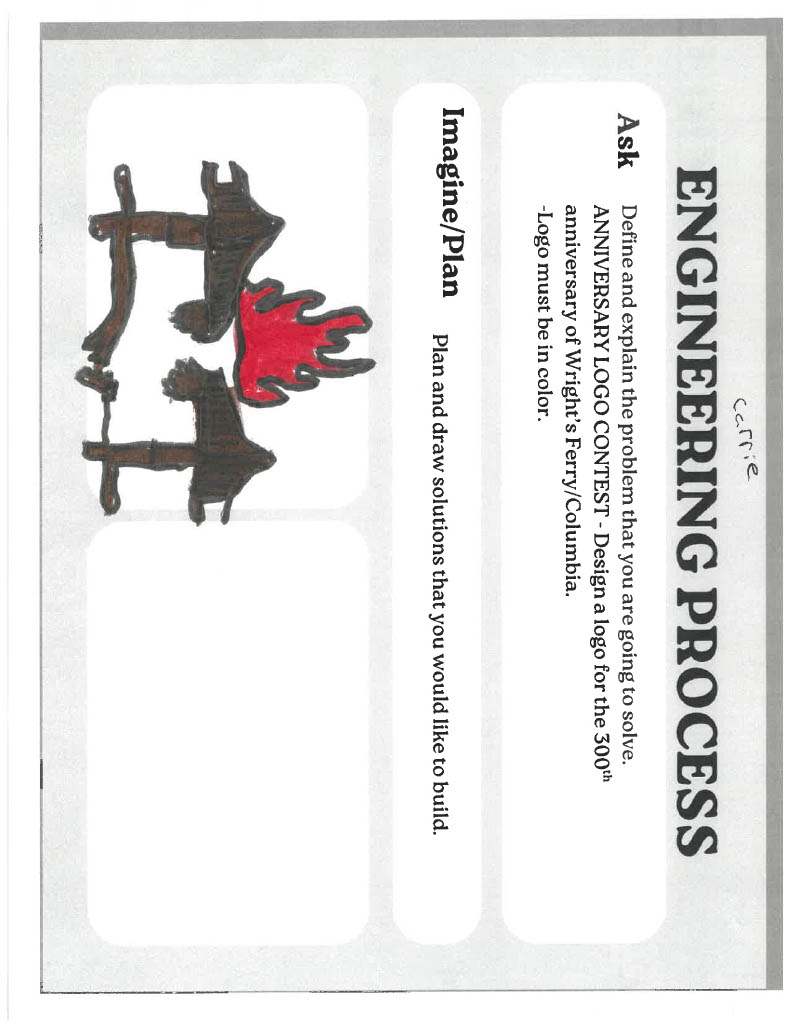 Carrie
ENGINEERING PROCESS
Ask Define and explain the problem that you are going to solve.
ANNIVERSARY LOGO CONTEST - Design a logo for the 300th
anniversary of Wright's Ferry/Columbia.
-Logo must be in color.
Imagine/Plan Plan and draw solutions that you would like to build.